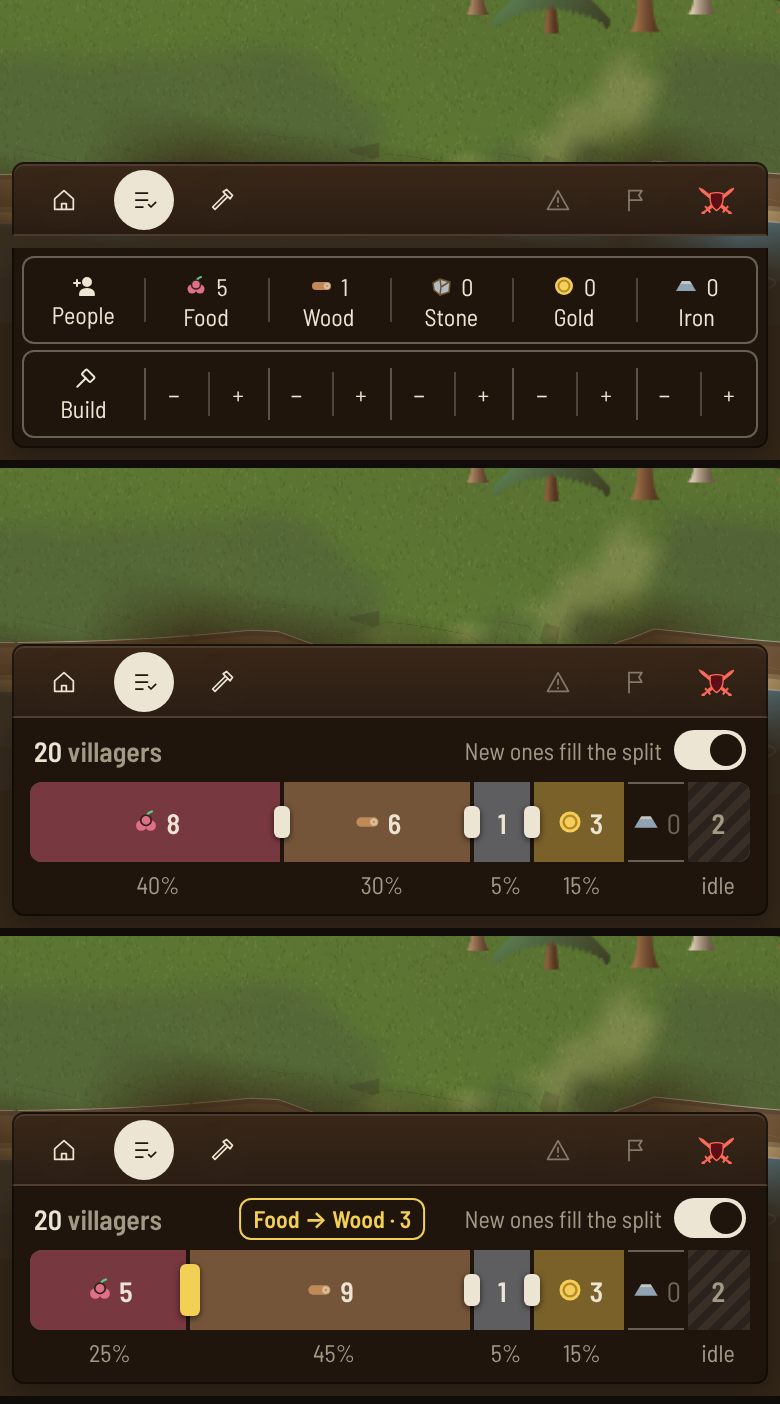 5 1 0 0 0
People Food Wood Stone Gold Iron
Build − + − + − + − + − +
20 villagers New ones fill the split
8 6 1 3 0 2
40% 30% 5% 15% idle
20 villagers Food → Wood · 3 New ones fill the split
5 9 1 3 0 2
25% 45% 5% 15% idle